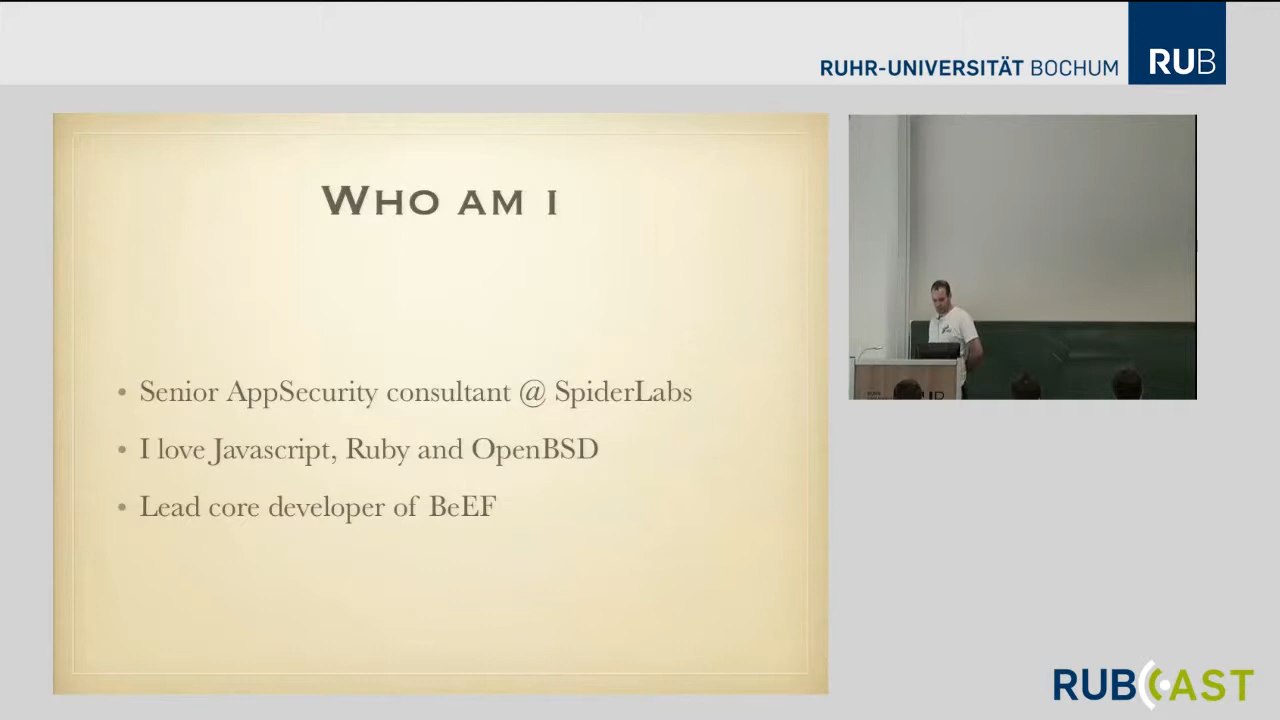 RUHR-UNIVERSITÄT BOCHUM RUB
WHO AM I
• Senior AppSecurity consultant @ SpiderLabs
• I love Javascript, Ruby and OpenBSD
• Lead core developer of BeEF
RUBCAST